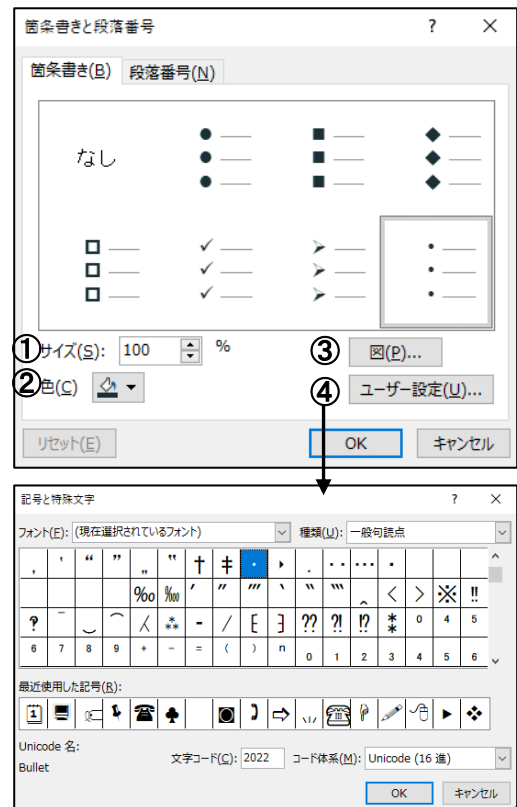 箇条書きと段落番号 ? ×
箇条書き(B) 段落番号(N)
なし
①サイズ(S): 100 % ③ 図(P)...
②色(C) ④ ユーザー設定(U)...
リセット(E) OK キャンセル
記号と特殊文字 ? ×
フォント(F): (現在選択されているフォント) 種類(U): 一般句読点
, ' “ ” „ ‟ † ‡ • ‣ . ‥ … ‧
‰ ‱ ′ ″ ‴ ‵ ‶ ‷ ‸ ‹ › ※ ‼
‽ ‾ ‿ ⁀ ⁁ ⁂ ⁃ ⁄ ⁅ ⁆ ⁇ ⁈ ⁉ ⁑ ⁰ ⁴ ⁵
⁶ ⁷ ⁸ ⁹ ⁺ ⁻ ⁼ ⁽ ⁾ ⁿ ₀ ₁ ₂ ₃ ₄ ₅ ₆
最近使用した記号(R):
Unicode 名:
Bullet 文字コード(C): 2022 コード体系(M): Unicode (16 進)
OK キャンセル